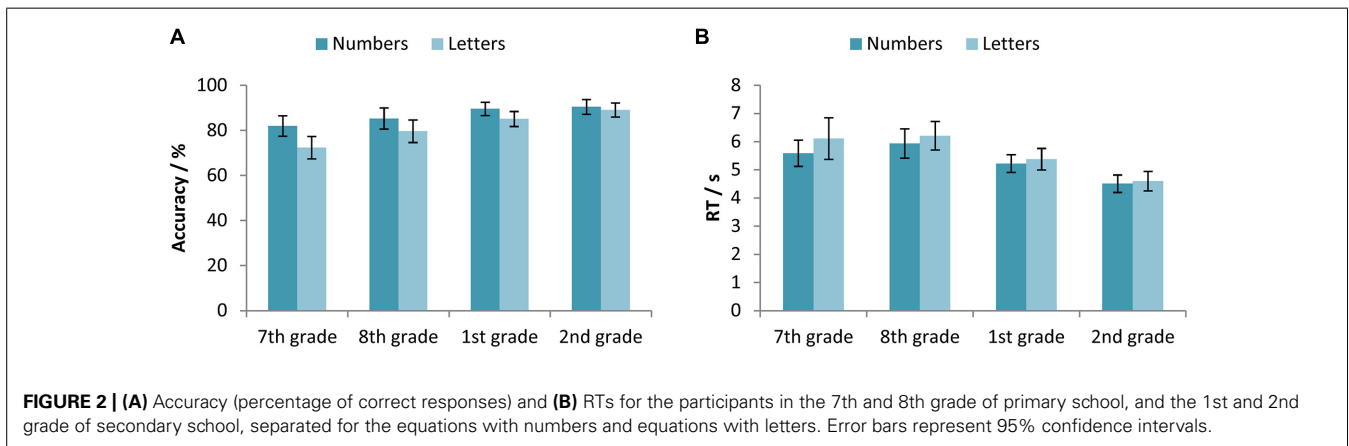 A
Numbers Letters
Accuracy / %
100
80
60
40
20
0
7th grade 8th grade 1st grade 2nd grade
B
Numbers Letters
RT / s
8
7
6
5
4
3
2
1
0
7th grade 8th grade 1st grade 2nd grade
FIGURE 2 | (A) Accuracy (percentage of correct responses) and (B) RTs for the participants in the 7th and 8th grade of primary school, and the 1st and 2nd
grade of secondary school, separated for the equations with numbers and equations with letters. Error bars represent 95% confidence intervals.